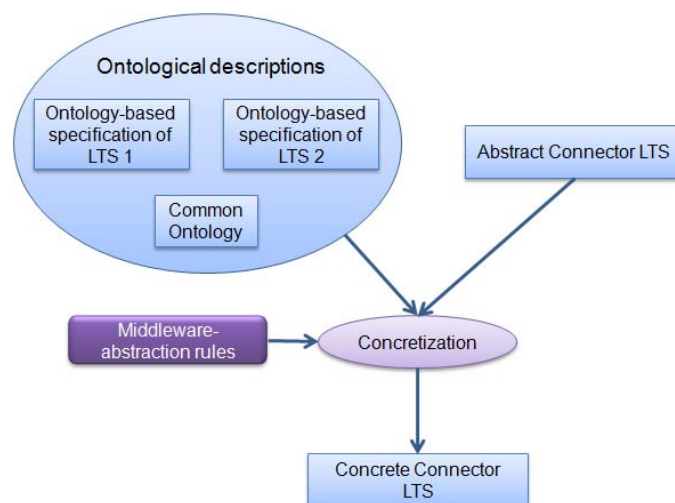 Ontological descriptions
Ontology-based
specification of
LTS 1
Ontology-based
specification of
LTS 2
Common
Ontology
Abstract Connector LTS
Middleware-
abstraction rules
Concretization
Concrete Connector
LTS